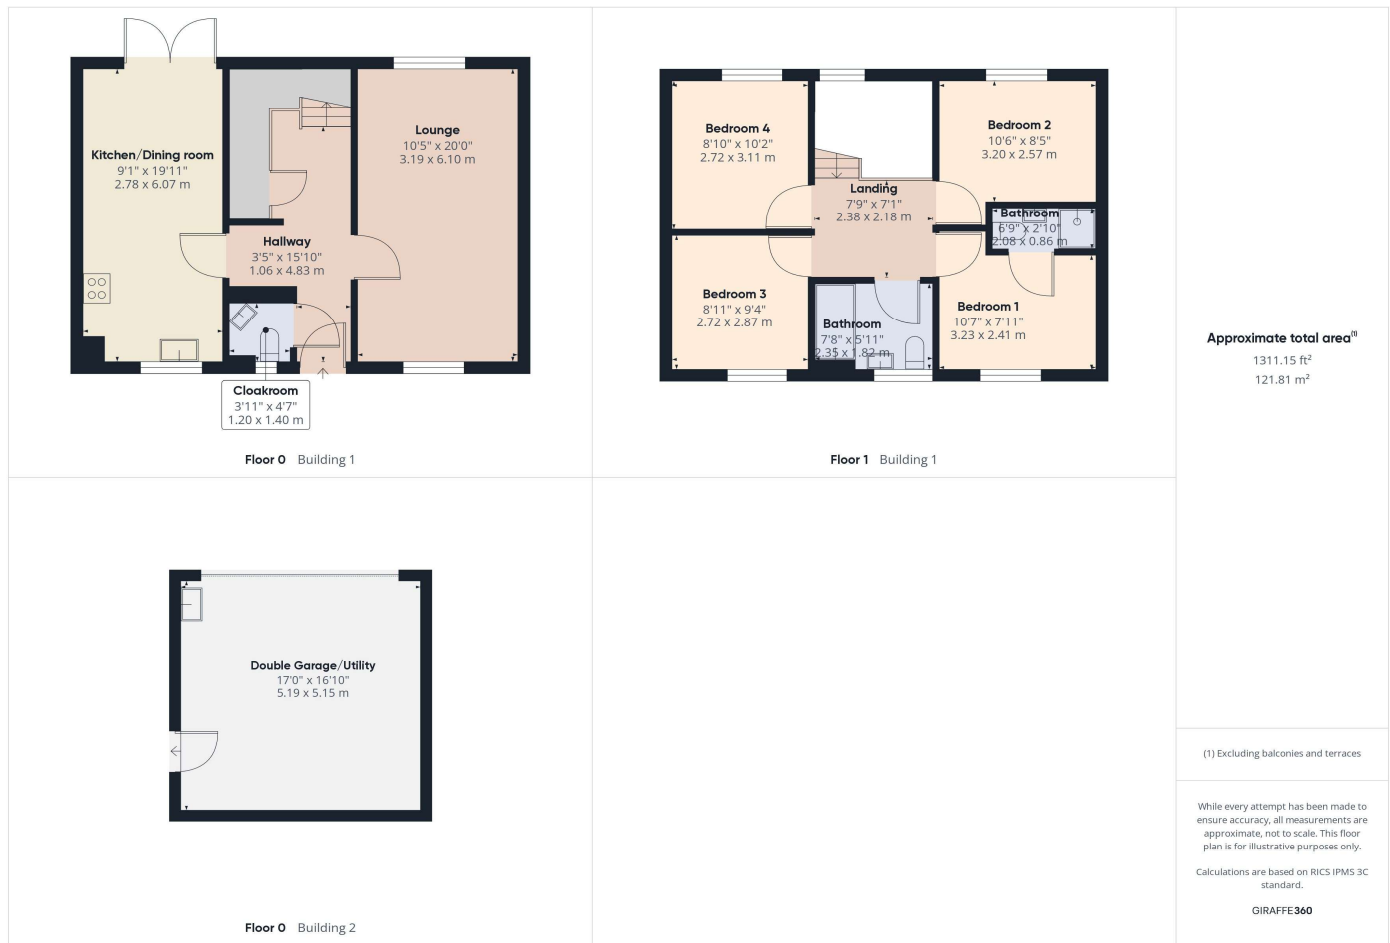 Kitchen/Dining room
9'1" x 19'11"
2.78 x 6.07 m
Lounge
10'5" x 20'0"
3.19 x 6.10 m
Hallway
3'5" x 15'10"
1.06 x 4.83 m
Cloakroom
3'11" x 4'7"
1.20 x 1.40 m
Floor 0 Building 1
Bedroom 4
8'10" x 10'2"
2.72 x 3.11 m
Bedroom 2
10'6" x 8'5"
3.20 x 2.57 m
Landing
7'9" x 7'1"
2.38 x 2.18 m
Bathroom
6'9" x 2'10"
2.08 x 0.86 m
Bedroom 3
8'11" x 9'4"
2.72 x 2.87 m
Bathroom
7'8" x 5'11"
2.35 x 1.82 m
Bedroom 1
10'7" x 7'11"
3.23 x 2.41 m
Floor 1 Building 1
Double Garage/Utility
17'0" x 16'10"
5.19 x 5.15 m
Floor 0 Building 2
Approximate total area(1)
1311.15 ft²
121.81 m²
(1) Excluding balconies and terraces
While every attempt has been made to
ensure accuracy, all measurements are
approximate, not to scale. This floor
plan is for illustrative purposes only.
Calculations are based on RICS IPMS 3C
standard.
GIRAFFE360